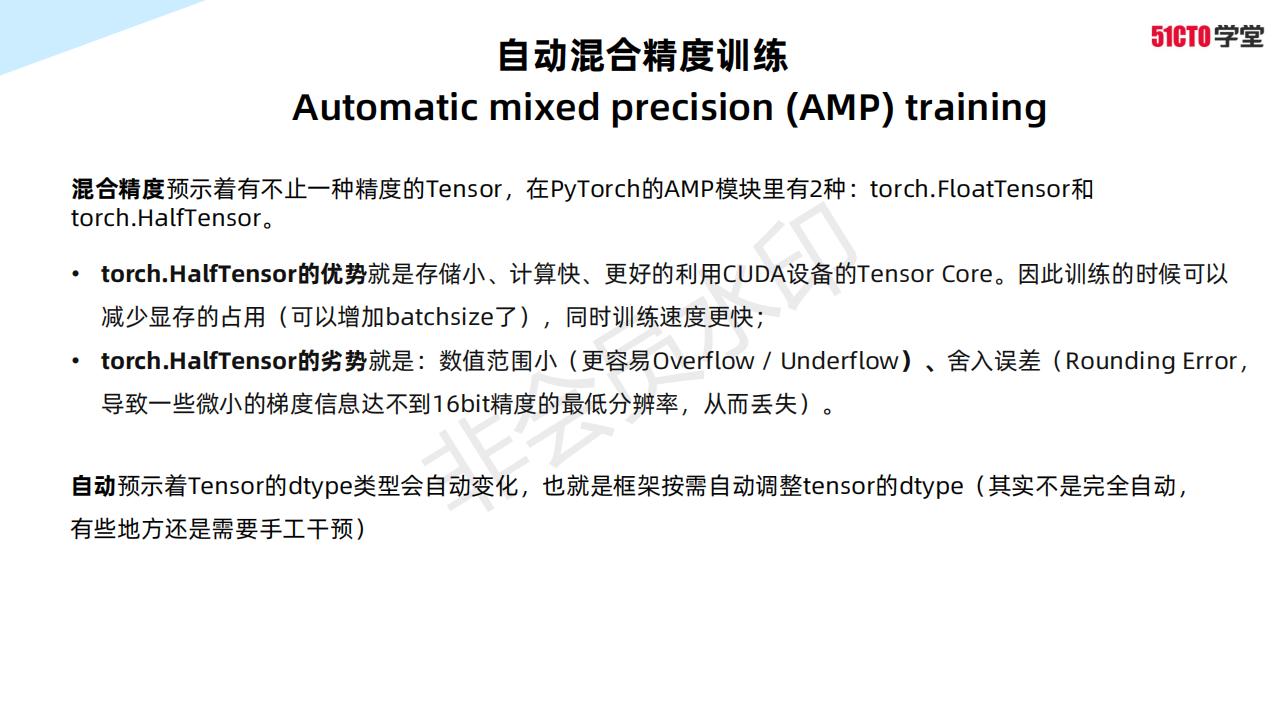 51CTO学堂
自动混合精度训练
Automatic mixed precision (AMP) training
混合精度预示着有不止一种精度的Tensor，在PyTorch的AMP模块里有2种：torch.FloatTensor和
torch.HalfTensor。
• torch.HalfTensor的优势就是存储小、计算快、更好的利用CUDA设备的Tensor Core。因此训练的时候可以
减少显存的占用（可以增加batchsize了），同时训练速度更快；
• torch.HalfTensor的劣势就是：数值范围小（更容易Overflow / Underflow）、舍入误差（Rounding Error，
导致一些微小的梯度信息达不到16bit精度的最低分辨率，从而丢失）。
自动预示着Tensor的dtype类型会自动变化，也就是框架按需自动调整tensor的dtype（其实不是完全自动，
有些地方还是需要手工干预）
非会员水印